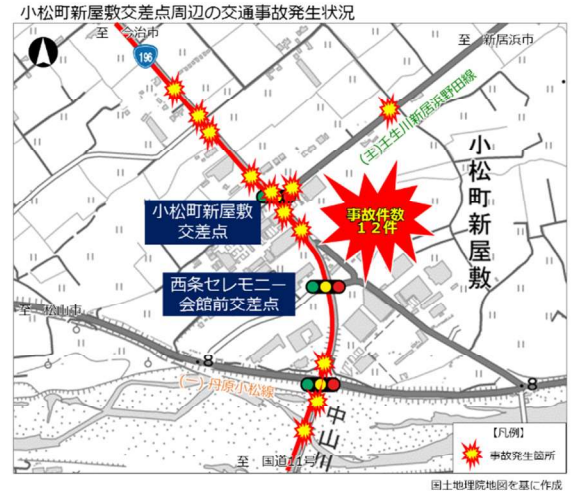 小松町新屋敷交差点周辺の交通事故発生状況
至 今治市
至 新居浜市
196
(主)壬生川新居浜野田線
小松町新屋敷
事故件数
12件
小松町新屋敷
交差点
西条セレモニー
会館前交差点
至 松山市
8
8
(一)丹原小松線
中山川
至 国道11号
【凡例】
事故発生箇所
国土地理院地図を基に作成